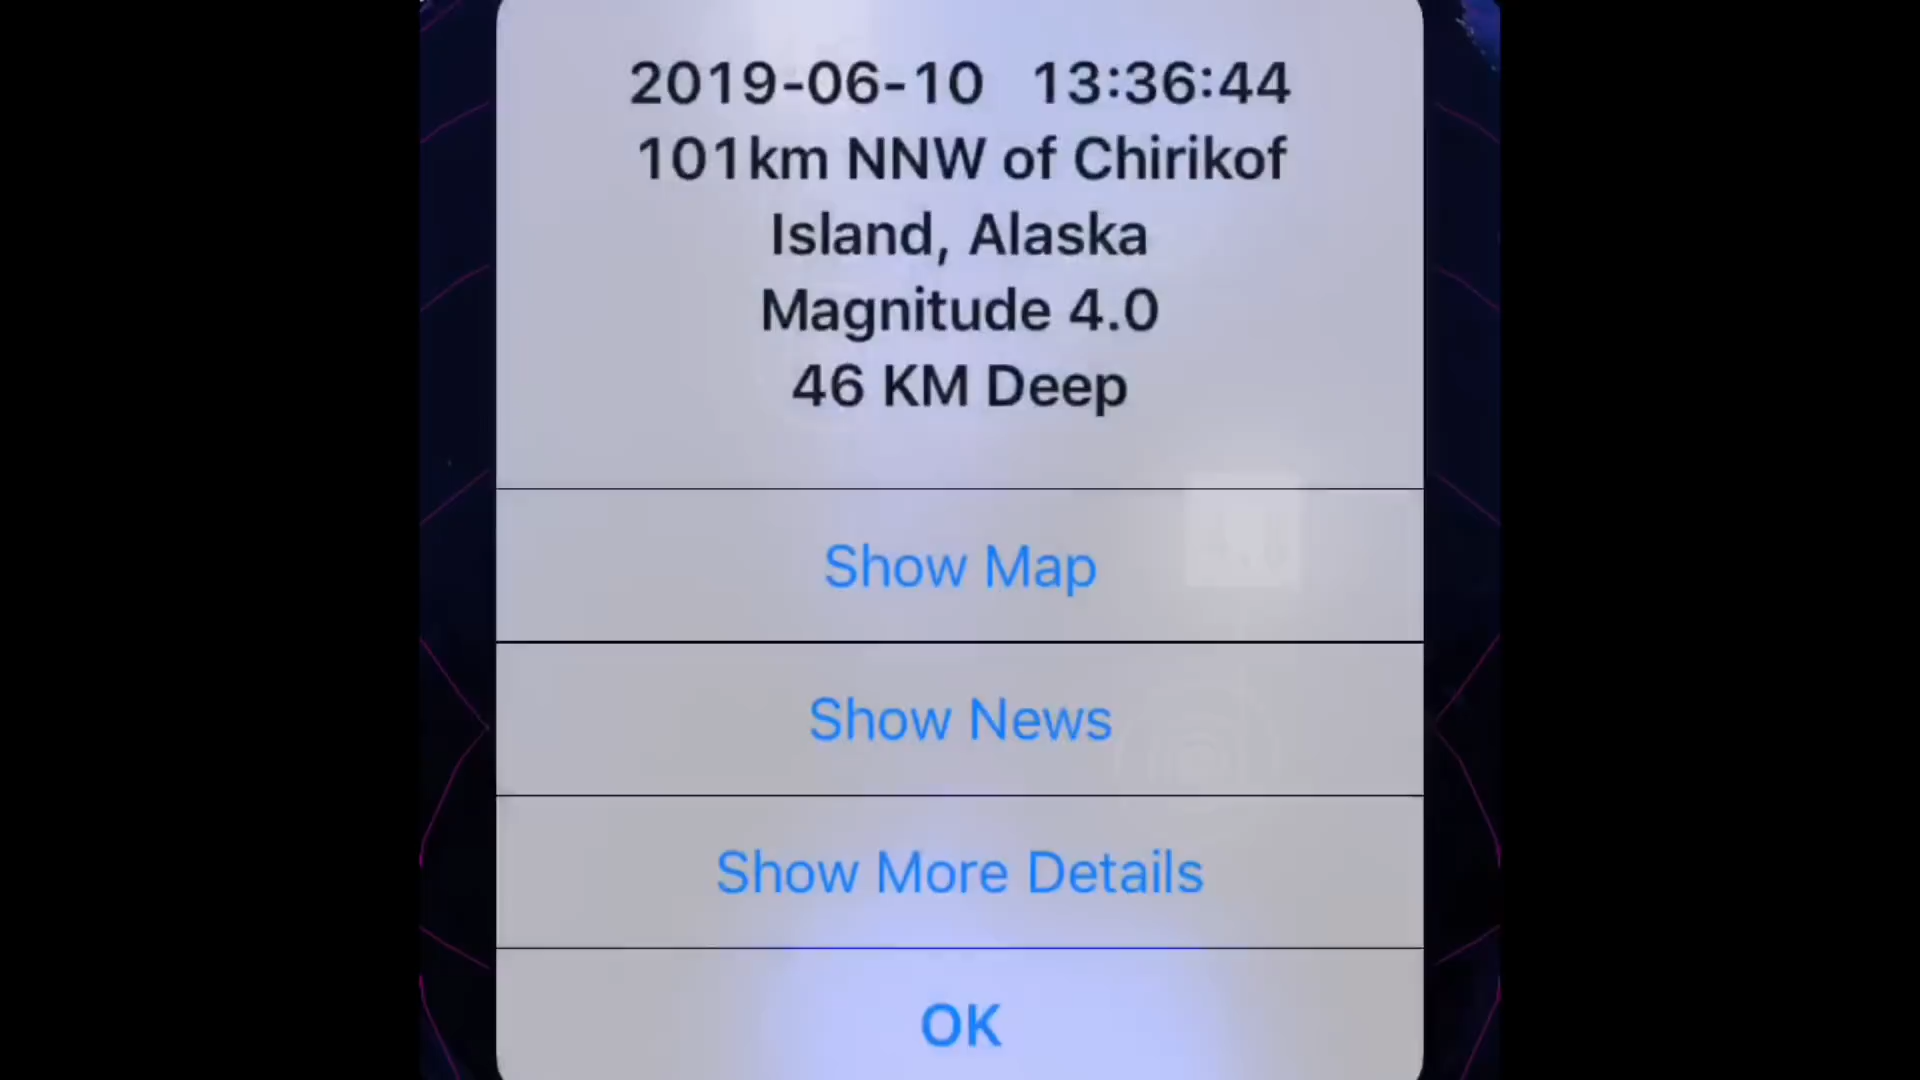 2019-06-10 13:36:44
101km NNW of Chirikof
Island, Alaska
Magnitude 4.0
46 KM Deep
Show Map
Show News
Show More Details
OK